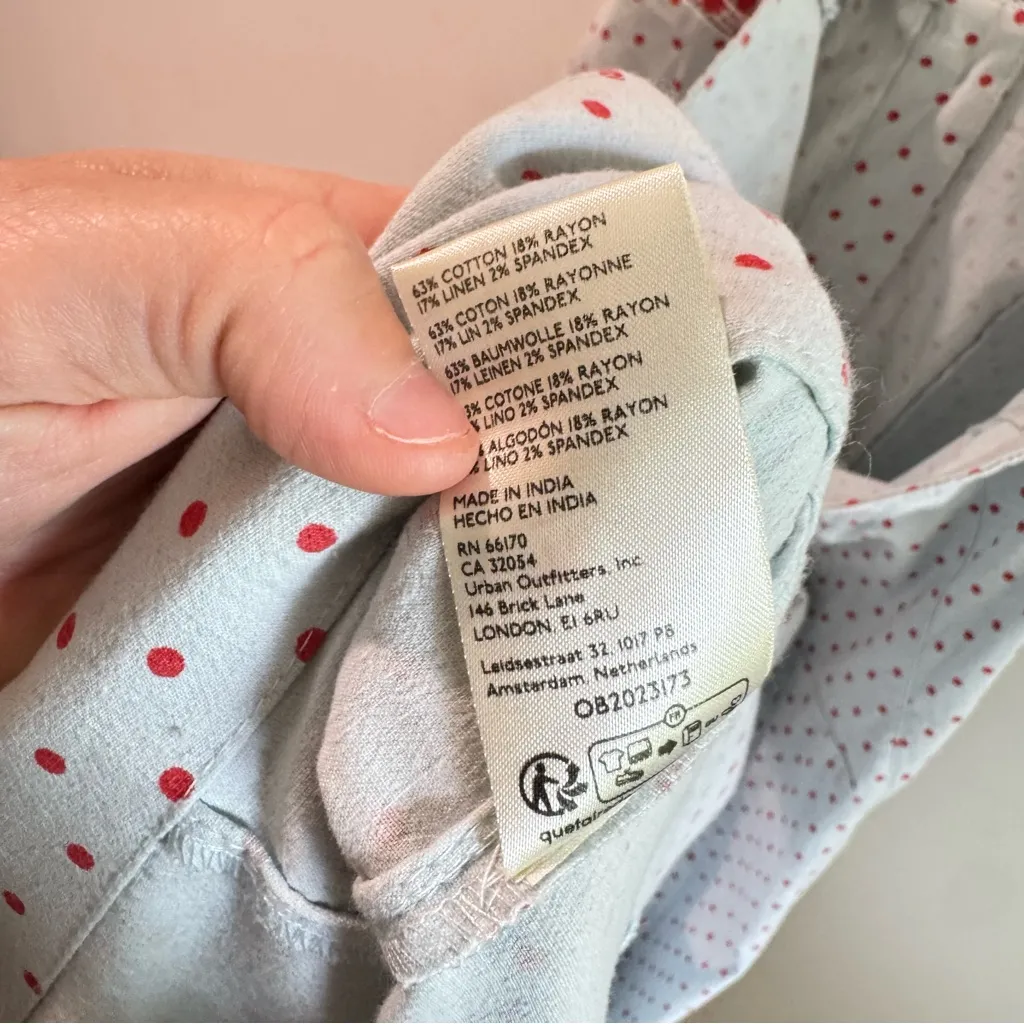 63% COTTON 18% RAYON
17% LINEN 2% SPANDEX
63% COTON 18% RAYONNE
17% LIN 2% SPANDEX
63% BAUMWOLLE 18% RAYON
17% LEINEN 2% SPANDEX
3% COTONE 18% RAYON
% LINO 2% SPANDEX
% ALGODÓN 18% RAYON
% LINO 2% SPANDEX
MADE IN INDIA
HECHO EN INDIA
RN 66170
CA 32054
Urban Outfitters, Inc
146 Brick Lane
LONDON, E1 6RU
Leidsestraat 32, 1017 PB
Amsterdam, Netherlands
OB2023173
FR